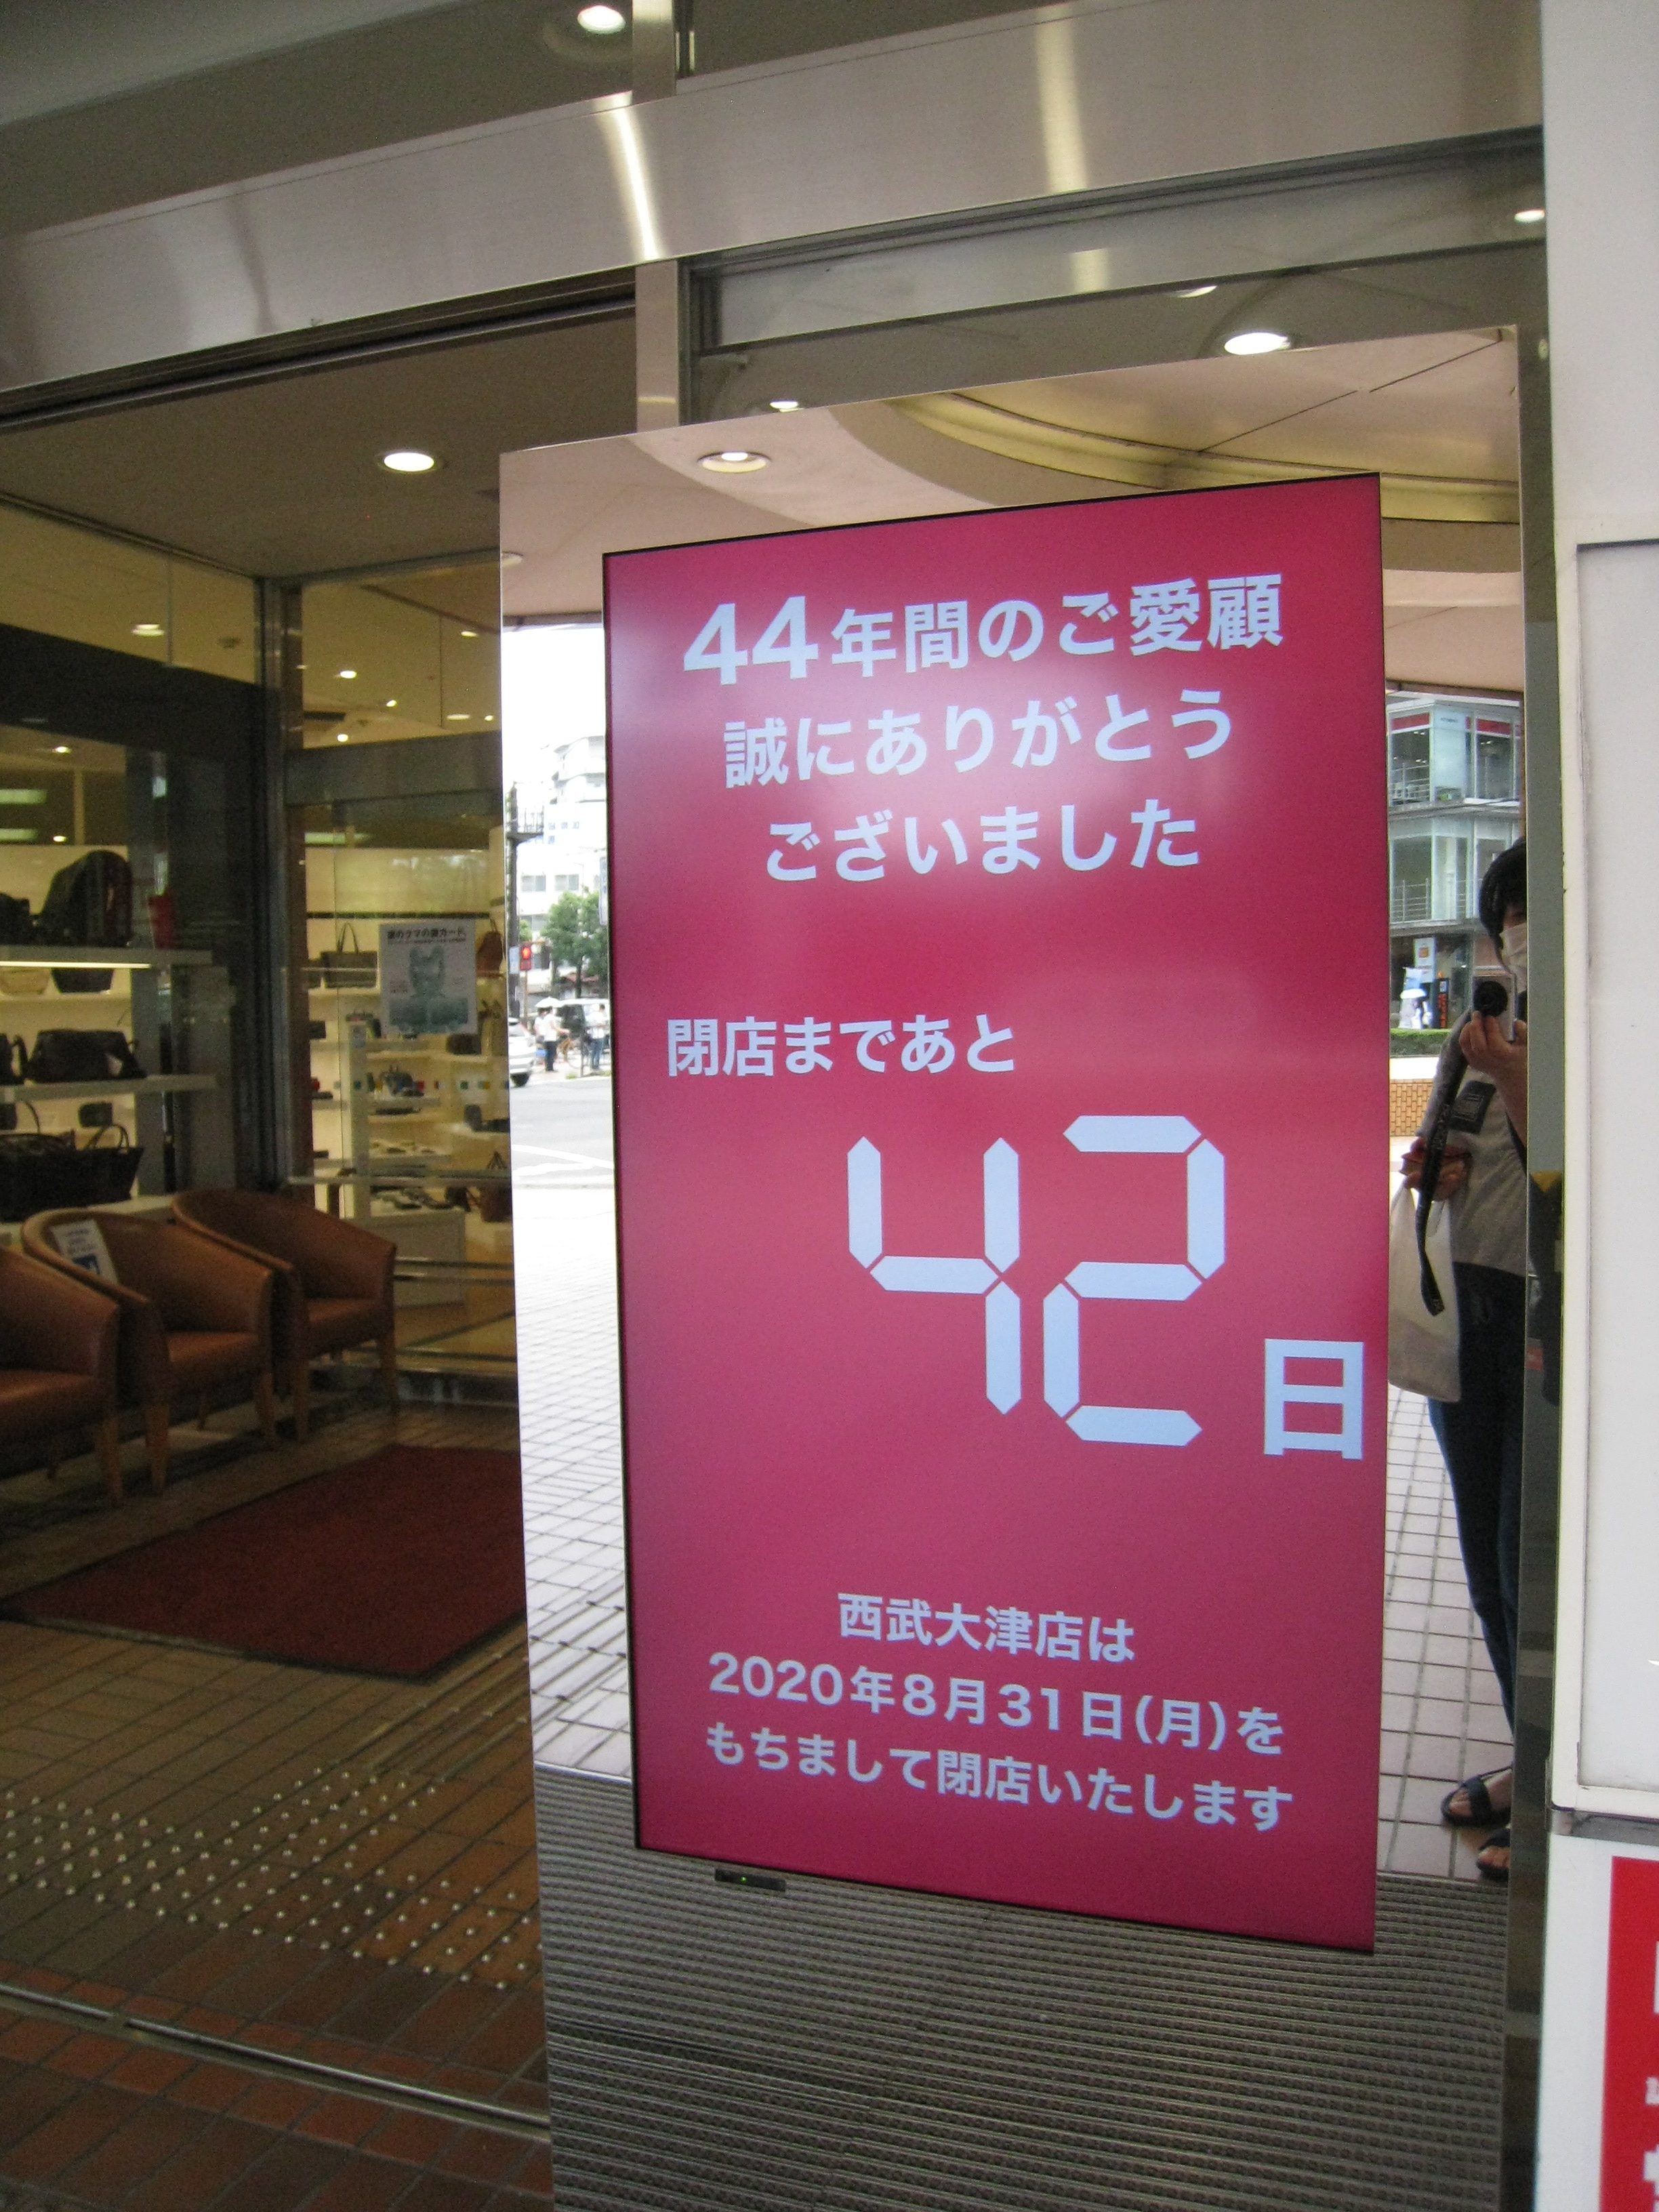 44年間のご愛顧
誠にありがとう
ございました
閉店まであと
42日
西武大津店は
2020年8月31日(月)を
もちまして閉店いたします